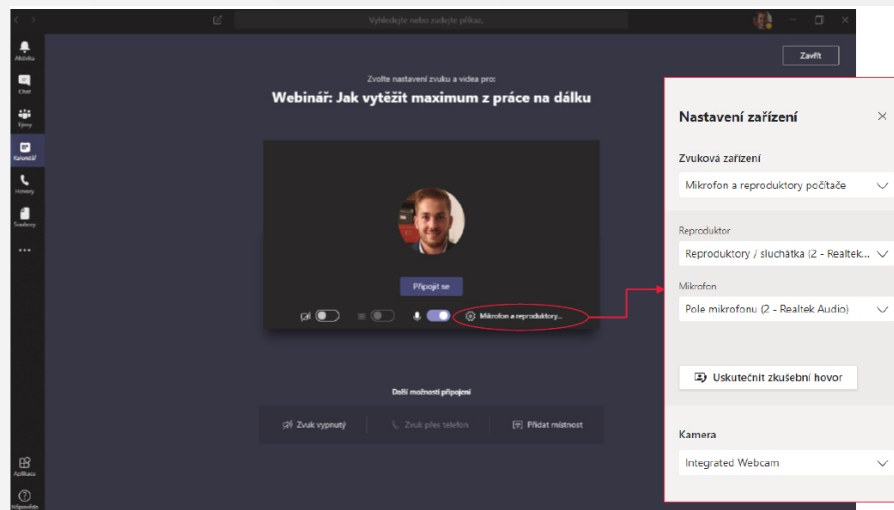 Vyhledejte nebo zadejte příkaz.
Aktivita
Chat
Týmy
Kalendář
Hovory
Soubory
Aplikace
Nápověda
Zavřít
Zvolte nastavení zvuku a videa pro:
Webinář: Jak vytěžit maximum z práce na dálku
Připojit se
Mikrofon a reproduktory...
Další možnosti připojení
Zvuk vypnutý
Zvuk přes telefon
Přidat místnost
Nastavení zařízení
Zvuková zařízení
Mikrofon a reproduktory počítače
Reproduktor
Reproduktory / sluchátka (2 - Realtek...
Mikrofon
Pole mikrofonu (2 - Realtek Audio)
Uskutečnit zkušební hovor
Kamera
Integrated Webcam